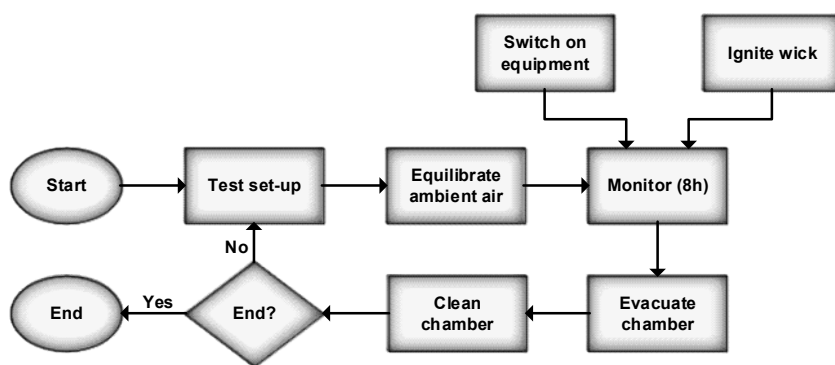 Switch on
equipment
Ignite wick
Start
Test set-up
Equilibrate
ambient air
Monitor (8h)
No
End
Yes
End?
Clean
chamber
Evacuate
chamber